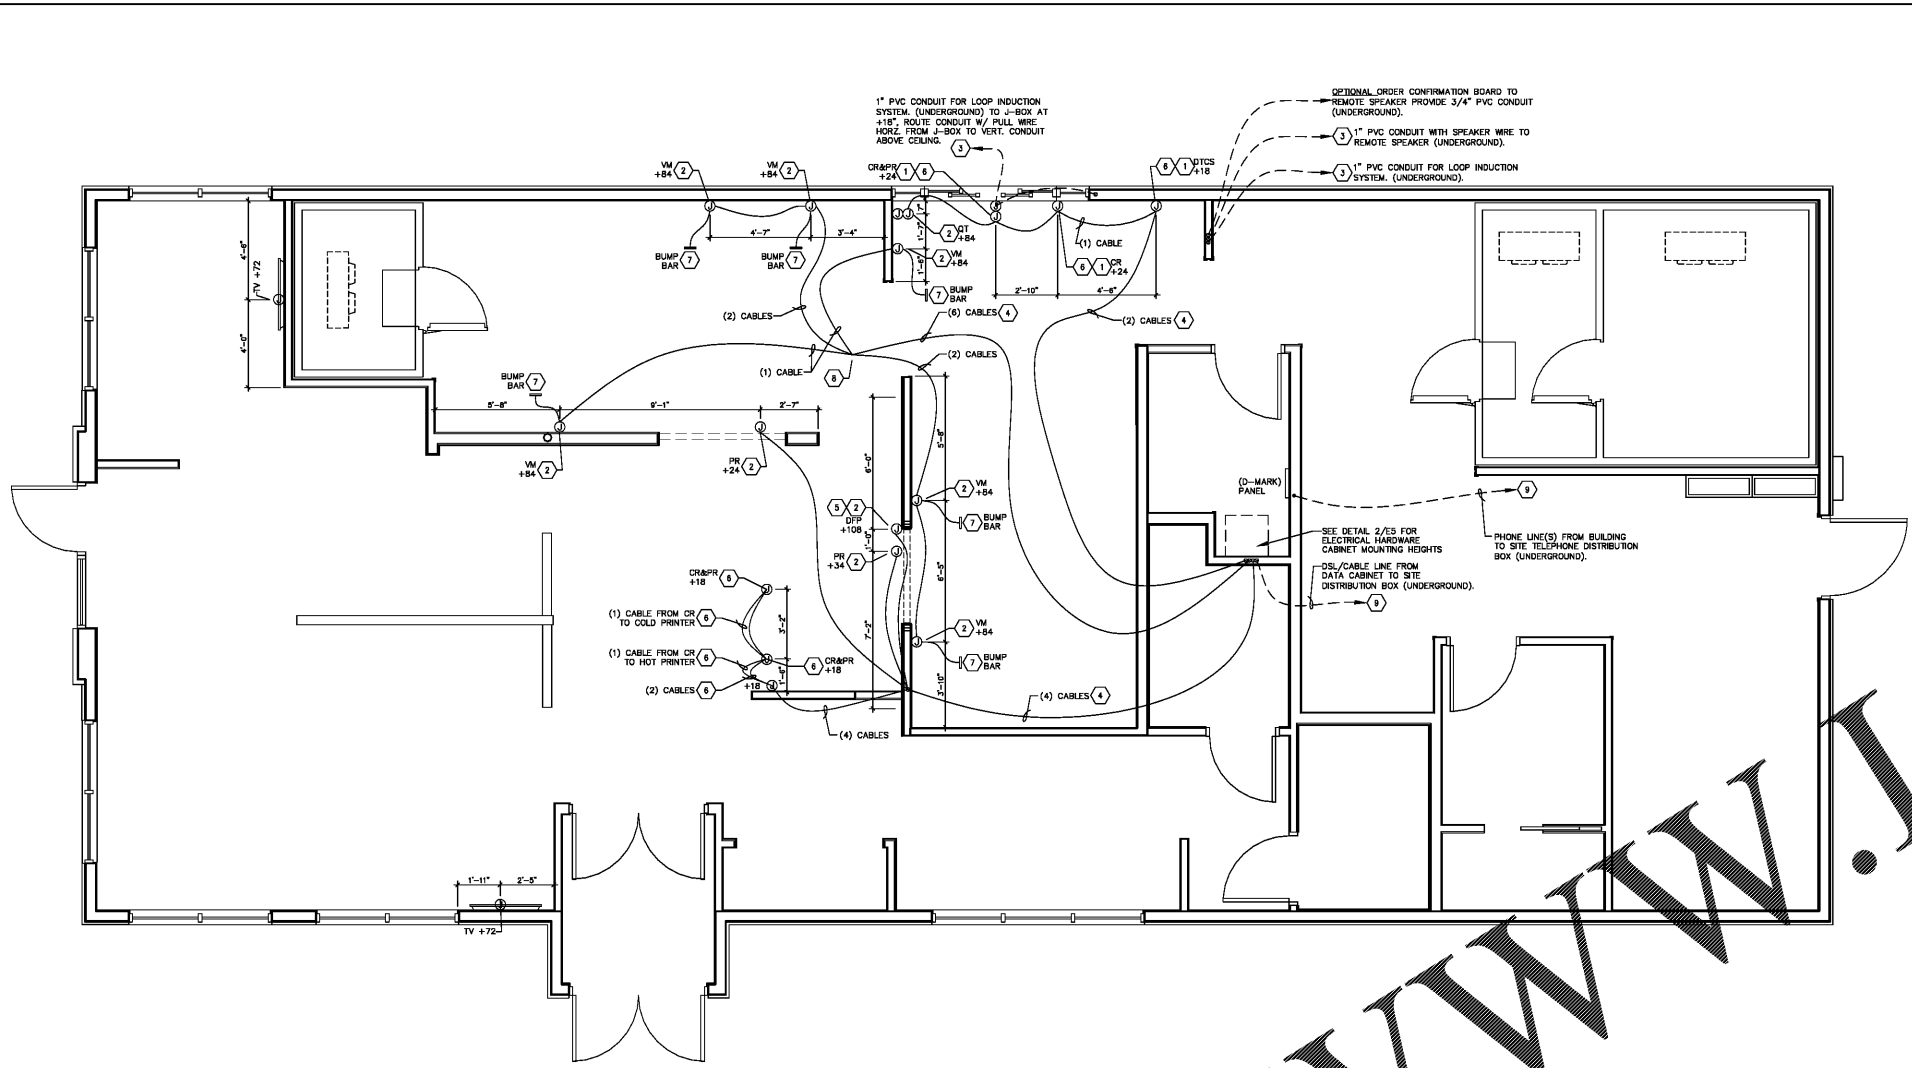 1" PVC CONDUIT FOR LOOP INDUCTION
SYSTEM. (UNDERGROUND) TO J-BOX AT
+18", ROUTE CONDUIT W/ PULL WIRE
HORZ. FROM J-BOX TO VERT. CONDUIT
ABOVE CEILING.
3
OPTIONAL ORDER CONFIRMATION BOARD TO
REMOTE SPEAKER PROVIDE 3/4" PVC CONDUIT
(UNDERGROUND).
3
1" PVC CONDUIT WITH SPEAKER WIRE TO
REMOTE SPEAKER (UNDERGROUND).
3
1" PVC CONDUIT FOR LOOP INDUCTION
SYSTEM. (UNDERGROUND).
VM
+84 2
VM
+84 2
CR&PR
+24 1 6
6 1 DTCS
+18
4'-6"
TV +72
4'-0"
4'-7"
3'-4"
BUMP
BAR 7
BUMP
BAR 7
7"
1'-7"
1'-6"
2 QT
+84
2 VM
+84
7 BUMP
BAR
(1) CABLE
6 1 CR
+24
2'-10"
4'-6"
(2) CABLES
(6) CABLES 4
(2) CABLES 4
(2) CABLES
(1) CABLE
8
BUMP
BAR 7
5'-8"
9'-1"
2'-7"
VM
+84 2
PR
+24 2
6'-0"
5'-8"
2 VM
+84
7 BUMP
BAR
5 2
DFP
+108
1'-0"
PR
+34 2
6'-5"
7'-2"
3'-10"
2 VM
+84
7 BUMP
BAR
(D-MARK)
PANEL
9
SEE DETAIL 2/E5 FOR
ELECTRICAL HARDWARE
CABINET MOUNTING HEIGHTS
PHONE LINE(S) FROM BUILDING
TO SITE TELEPHONE DISTRIBUTION
BOX (UNDERGROUND).
DSL/CABLE LINE FROM
DATA CABINET TO SITE
DISTRIBUTION BOX (UNDERGROUND).
9
CR&PR
+18 6
(1) CABLE FROM CR
TO COLD PRINTER 6
3'-2"
(1) CABLE FROM CR
TO HOT PRINTER 6
6 CR&PR
+18
1'-6"
(2) CABLES 6
+18
(4) CABLES
(4) CABLES 4
1'-11"
2'-5"
TV +72
www.